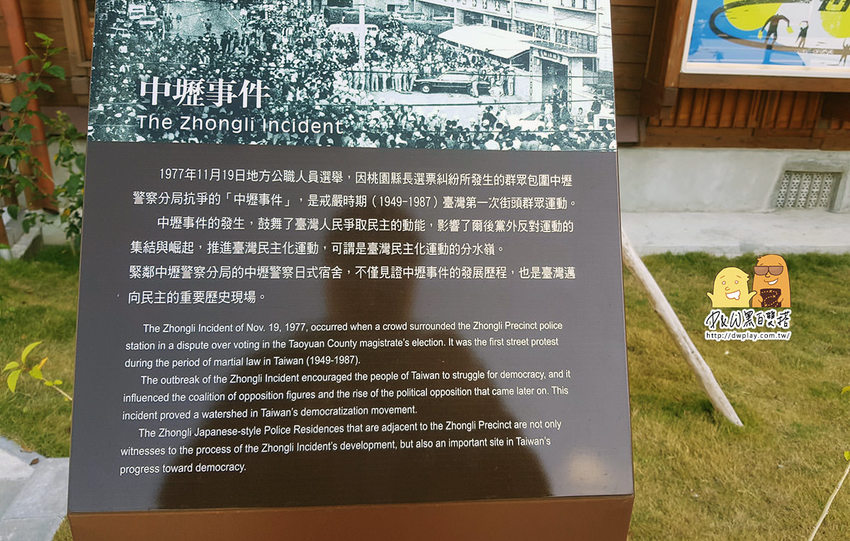 中壢事件
The Zhongli Incident
1977年11月19日地方公職人員選舉，因桃園縣長選票糾紛所發生的群眾包圍中壢
警察分局抗爭的「中壢事件」，是戒嚴時期（1949-1987）臺灣第一次街頭群眾運動。
中壢事件的發生，鼓舞了臺灣人民爭取民主的動能，影響了爾後黨外反對運動的
集結與崛起，推進臺灣民主化運動，可謂是臺灣民主化運動的分水嶺。
緊鄰中壢警察分局的中壢警察日式宿舍，不僅見證中壢事件的發展歷程，也是臺灣邁
向民主的重要歷史現場。
The Zhongli Incident of Nov. 19, 1977, occurred when a crowd surrounded the Zhongli Precinct police
station in a dispute over voting in the Taoyuan County magistrate's election. It was the first street protest
during the period of martial law in Taiwan (1949-1987).
The outbreak of the Zhongli Incident encouraged the people of Taiwan to struggle for democracy, and it
influenced the coalition of opposition figures and the rise of the political opposition that came later on. This
incident proved a watershed in Taiwan's democratization movement.
The Zhongli Japanese-style Police Residences that are adjacent to the Zhongli Precinct are not only
witnesses to the process of the Zhongli Incident's development, but also an important site in Taiwan's
progress toward democracy.
http://dwplay.com.tw/